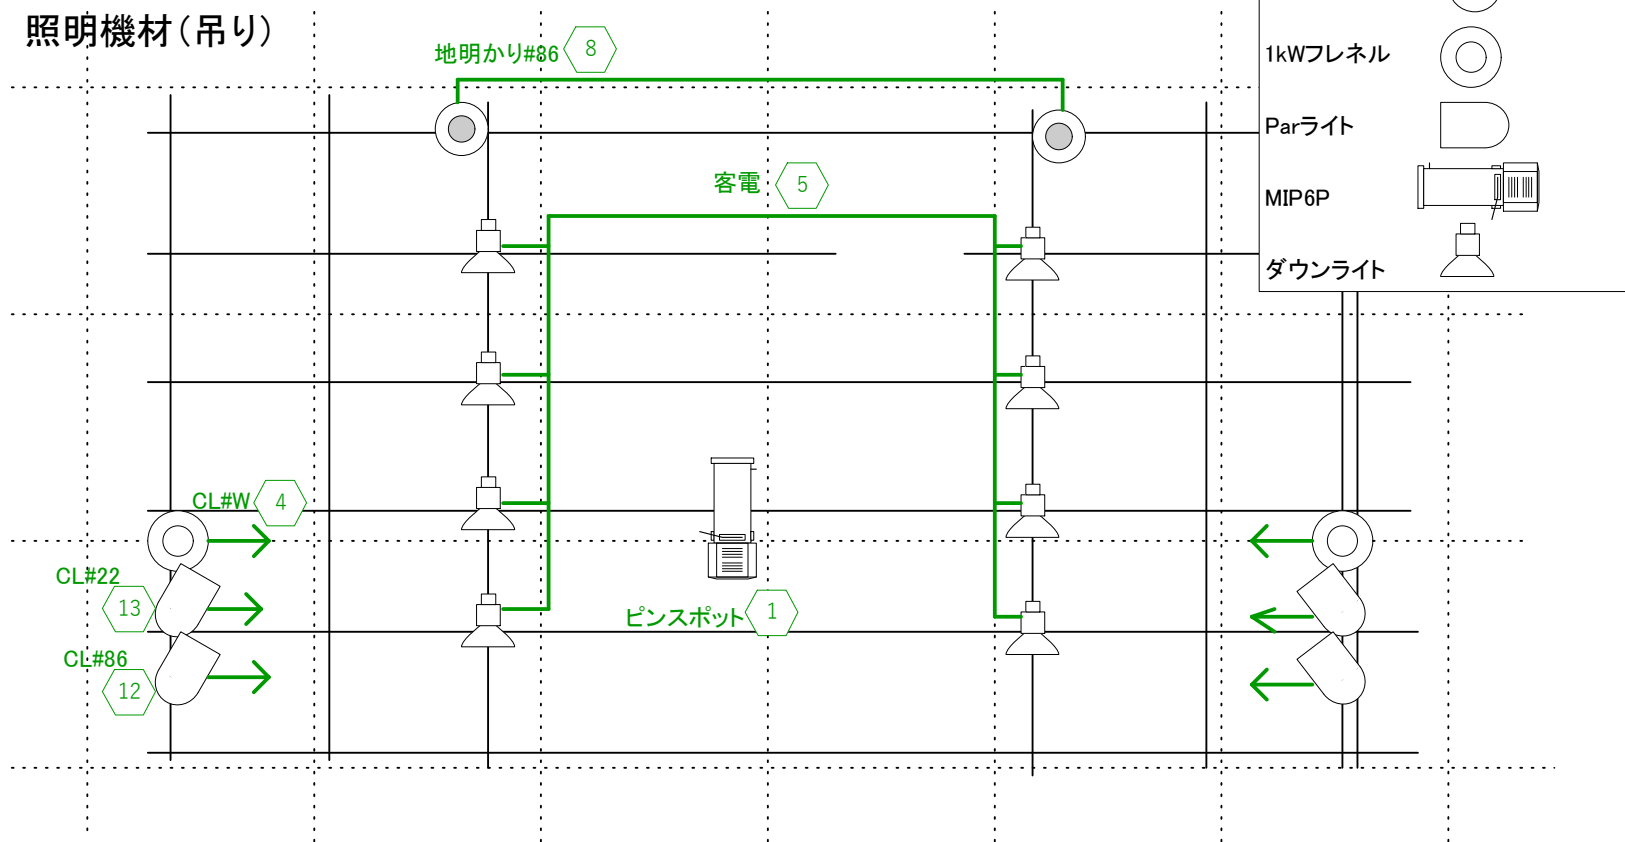 照明機材(吊り)
地明かり#86 8
1kWフレネル
Parライト
客電 5
MIP6P
ダウンライト
CL#W 4
CL#22
13
ピンスポット 1
CL#86
12